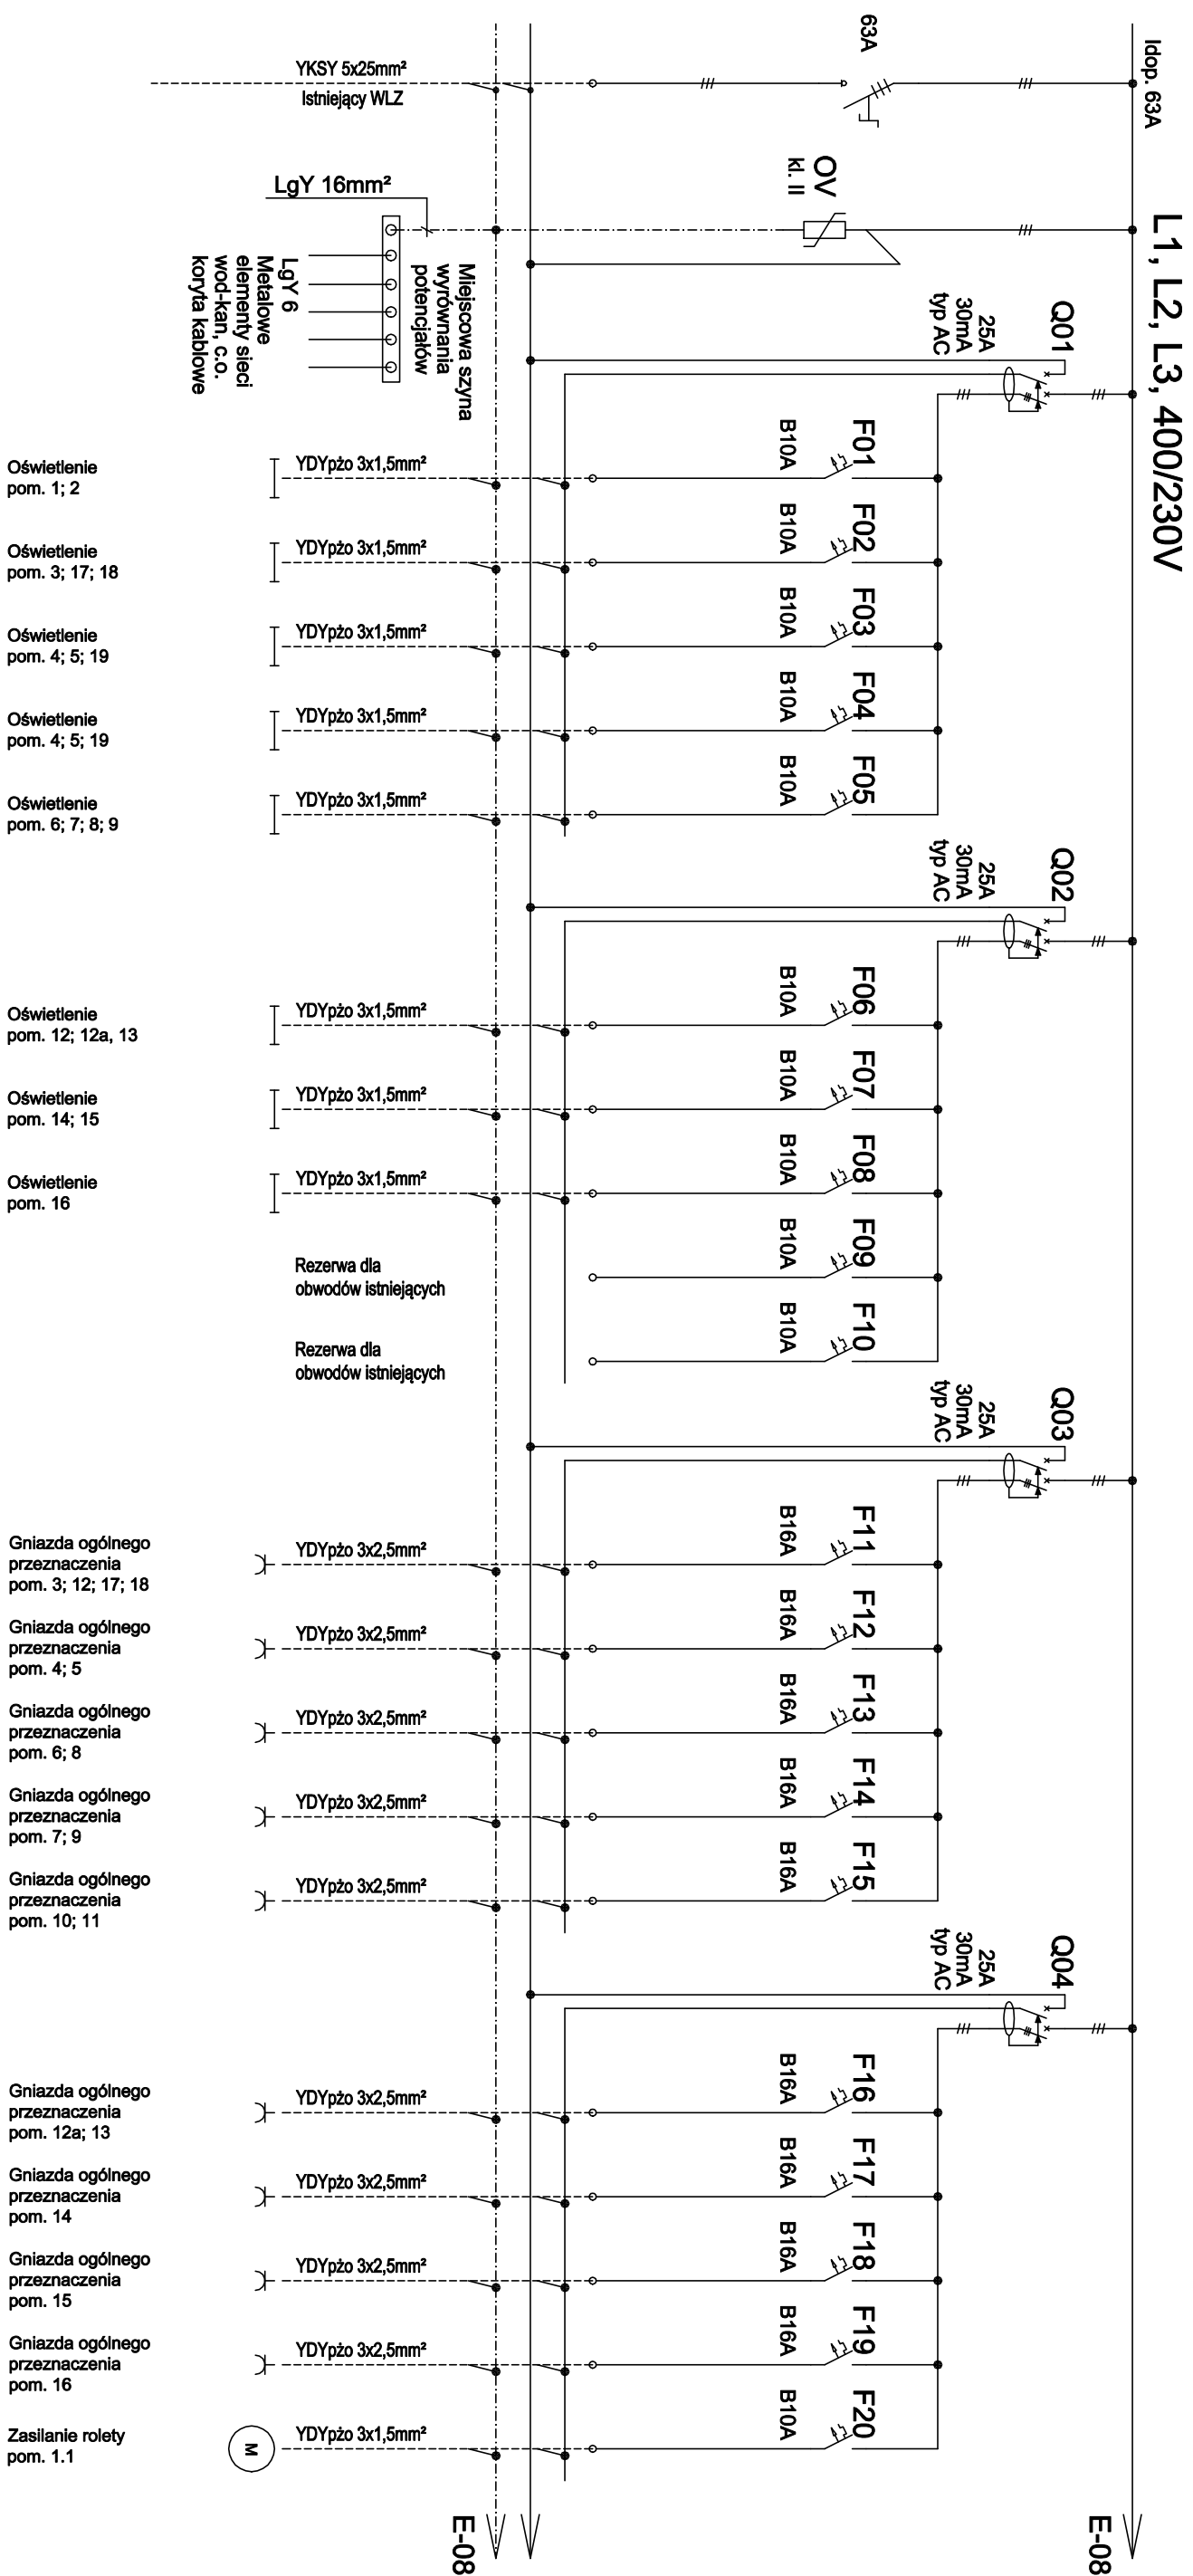 Idop. 63A
L1, L2, L3, 400/230V
63A
YKSY 5x25mm²
Istniejący WLZ
OV
kl. II
LgY 16mm²
Miejscowa szyna
wyrównania
potencjałów
LgY 6
Metalowe
elementy sieci
wod-kan, c.o.
koryta kablowe
Q01
25A
30mA
typ AC
F01
B10A
YDYpżo 3x1,5mm²
Oświetlenie
pom. 1; 2
F02
B10A
YDYpżo 3x1,5mm²
Oświetlenie
pom. 3; 17; 18
F03
B10A
YDYpżo 3x1,5mm²
Oświetlenie
pom. 4; 5; 19
F04
B10A
YDYpżo 3x1,5mm²
Oświetlenie
pom. 4; 5; 19
F05
B10A
YDYpżo 3x1,5mm²
Oświetlenie
pom. 6; 7; 8; 9
Q02
25A
30mA
typ AC
F06
B10A
YDYpżo 3x1,5mm²
Oświetlenie
pom. 12; 12a, 13
F07
B10A
YDYpżo 3x1,5mm²
Oświetlenie
pom. 14; 15
F08
B10A
YDYpżo 3x1,5mm²
Oświetlenie
pom. 16
F09
B10A
Rezerwa dla
obwodów istniejących
F10
B10A
Rezerwa dla
obwodów istniejących
Q03
25A
30mA
typ AC
F11
B16A
YDYpżo 3x2,5mm²
Gniazda ogólnego
przeznaczenia
pom. 3; 12; 17; 18
F12
B16A
YDYpżo 3x2,5mm²
Gniazda ogólnego
przeznaczenia
pom. 4; 5
F13
B16A
YDYpżo 3x2,5mm²
Gniazda ogólnego
przeznaczenia
pom. 6; 8
F14
B16A
YDYpżo 3x2,5mm²
Gniazda ogólnego
przeznaczenia
pom. 7; 9
F15
B16A
YDYpżo 3x2,5mm²
Gniazda ogólnego
przeznaczenia
pom. 10; 11
Q04
25A
30mA
typ AC
F16
B16A
YDYpżo 3x2,5mm²
Gniazda ogólnego
przeznaczenia
pom. 12a; 13
F17
B16A
YDYpżo 3x2,5mm²
Gniazda ogólnego
przeznaczenia
pom. 14
F18
B16A
YDYpżo 3x2,5mm²
Gniazda ogólnego
przeznaczenia
pom. 15
F19
B16A
YDYpżo 3x2,5mm²
Gniazda ogólnego
przeznaczenia
pom. 16
F20
B10A
YDYpżo 3x1,5mm²
M
Zasilanie rolety
pom. 1.1
E-08
E-08